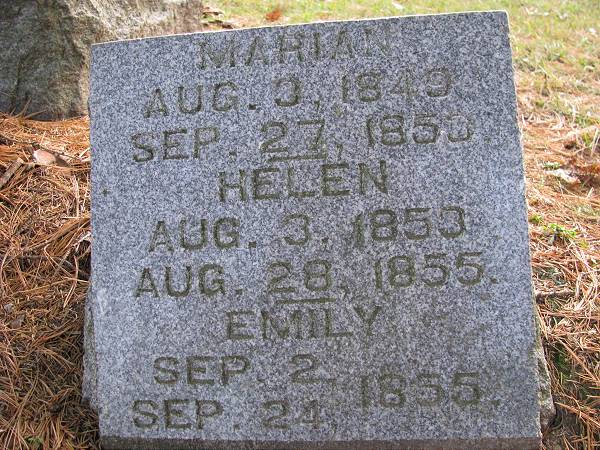 MARIAN
AUG. 3, 1849
SEP. 27, 1853
HELEN
AUG. 3, 1853
AUG. 28, 1855.
EMILY
SEP. 2
SEP. 24, 1855.